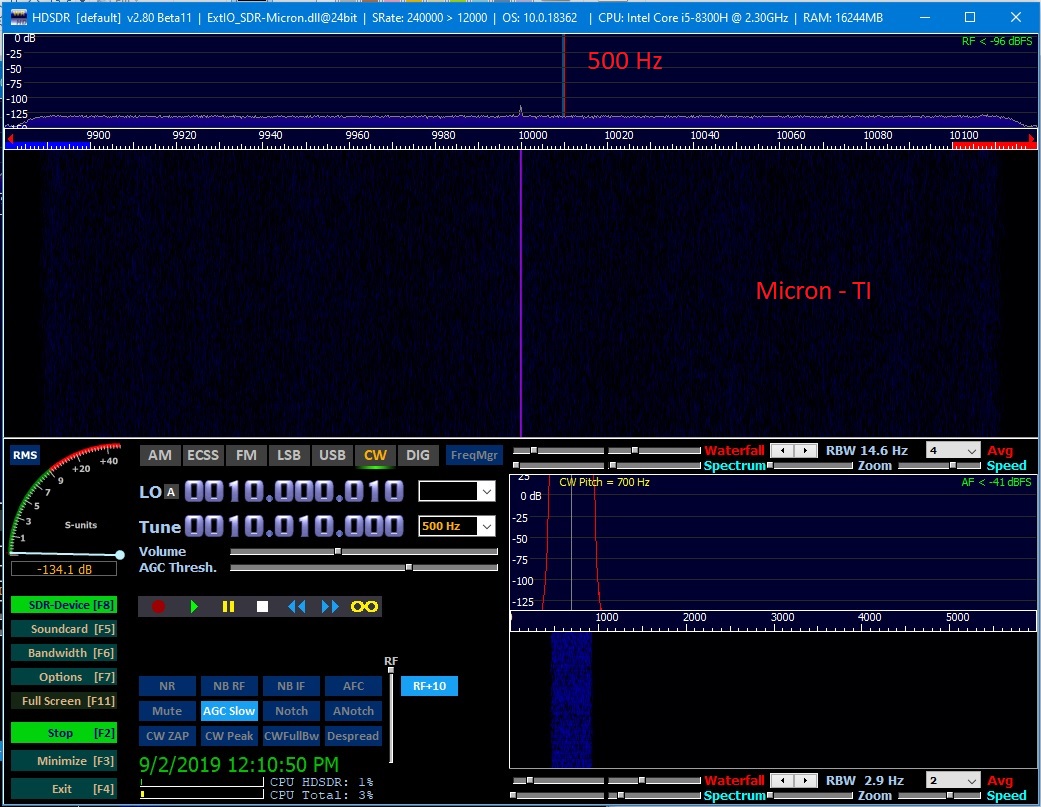 HDSDR [default] v2.80 Beta11 | ExtIO_SDR-Micron.dll@24bit | SRate: 240000 > 12000 | OS: 10.0.18362 | CPU: Intel Core i5-8300H @ 2.30GHz | RAM: 16244MB
0 dB
RF < -96 dBFS
-25
500 Hz
-50
-75
-100
-125
9900 9920 9940 9960 9980 10000 10020 10040 10060 10080 10100
Micron - TI
RMS
+20 +40
9
7
5
3
1
S-units
-134.1 dB
AM ECSS FM LSB USB CW DIG FreqMgr
LO A 0010.000.010
Tune 0010.010.000 500 Hz
Volume
AGC Thresh.
SDR-Device [F8]
Soundcard [F5]
Bandwidth [F6]
Options [F7]
Full Screen [F11]
Stop [F2]
Minimize [F3]
Exit [F4]
RF
NR NB RF NB IF AFC RF+10
Mute AGC Slow Notch ANotch
CW ZAP CW Peak CWFullBw Despread
9/2/2019 12:10:50 PM
CPU HDSDR: 1%
CPU Total: 3%
Waterfall RBW 14.6 Hz 4 Avg
Spectrum Zoom Speed
25 CW Pitch = 700 Hz AF < -41 dBFS
0 dB
-25
-50
-75
-100
-125
0 1000 2000 3000 4000 5000
Waterfall RBW 2.9 Hz 2 Avg
Spectrum Zoom Speed